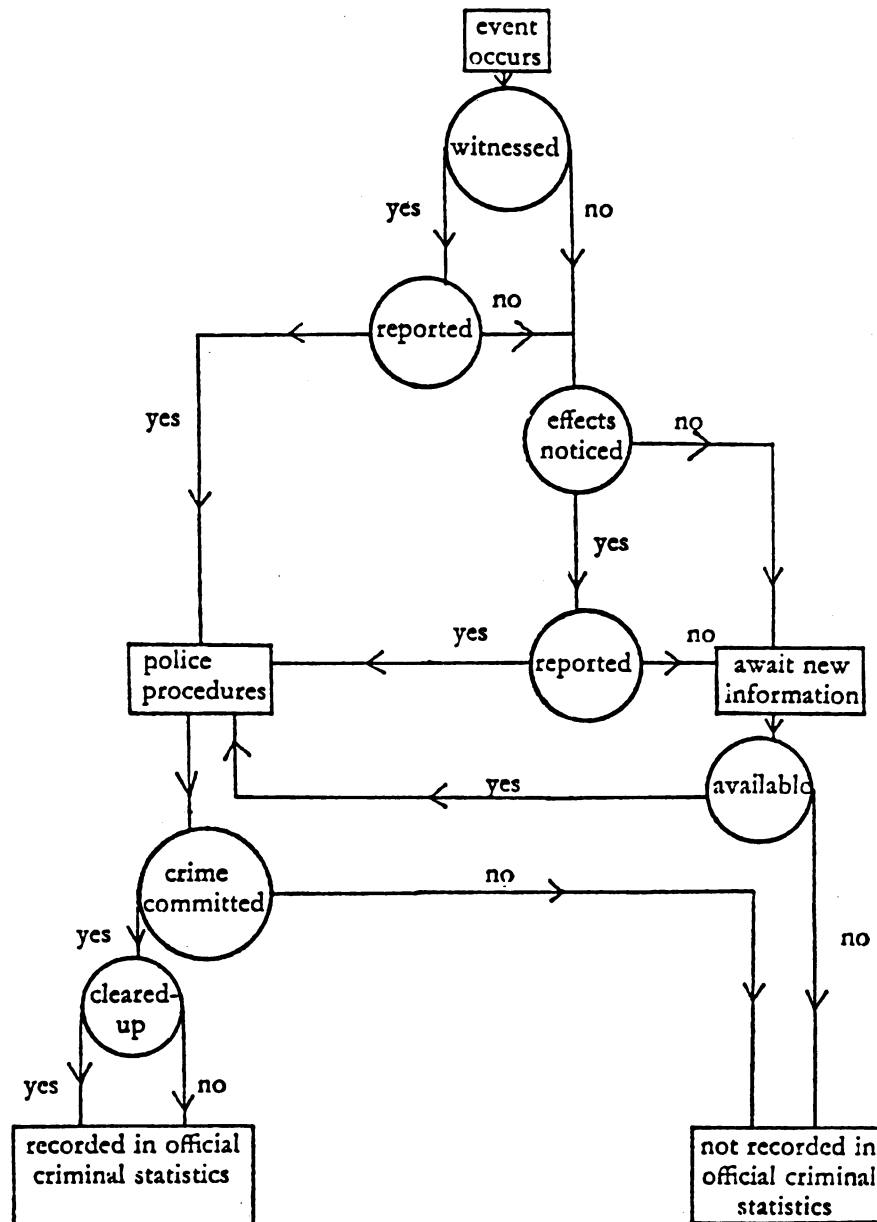 event
occurs
witnessed
yes
no
reported
no
yes
effects
noticed
no
yes
police
procedures
yes
reported
no
await new
information
yes
available
crime
committed
no
yes
no
cleared-
up
yes
no
recorded in official
criminal statistics
not recorded in
official criminal
statistics